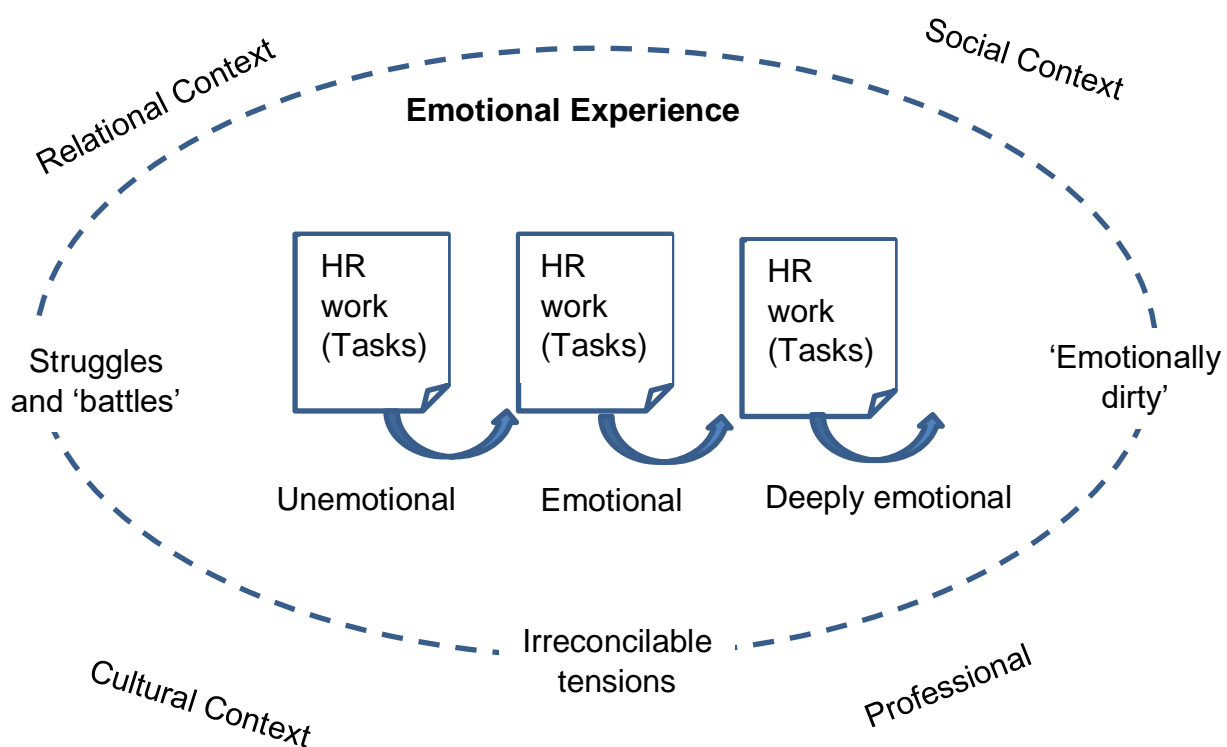 Relational Context
Social Context
Emotional Experience
HR
work
(Tasks)
HR
work
(Tasks)
HR
work
(Tasks)
Struggles
and ‘battles’
‘Emotionally
dirty’
Unemotional
Emotional
Deeply emotional
Irreconcilable
tensions
Cultural Context
Professional